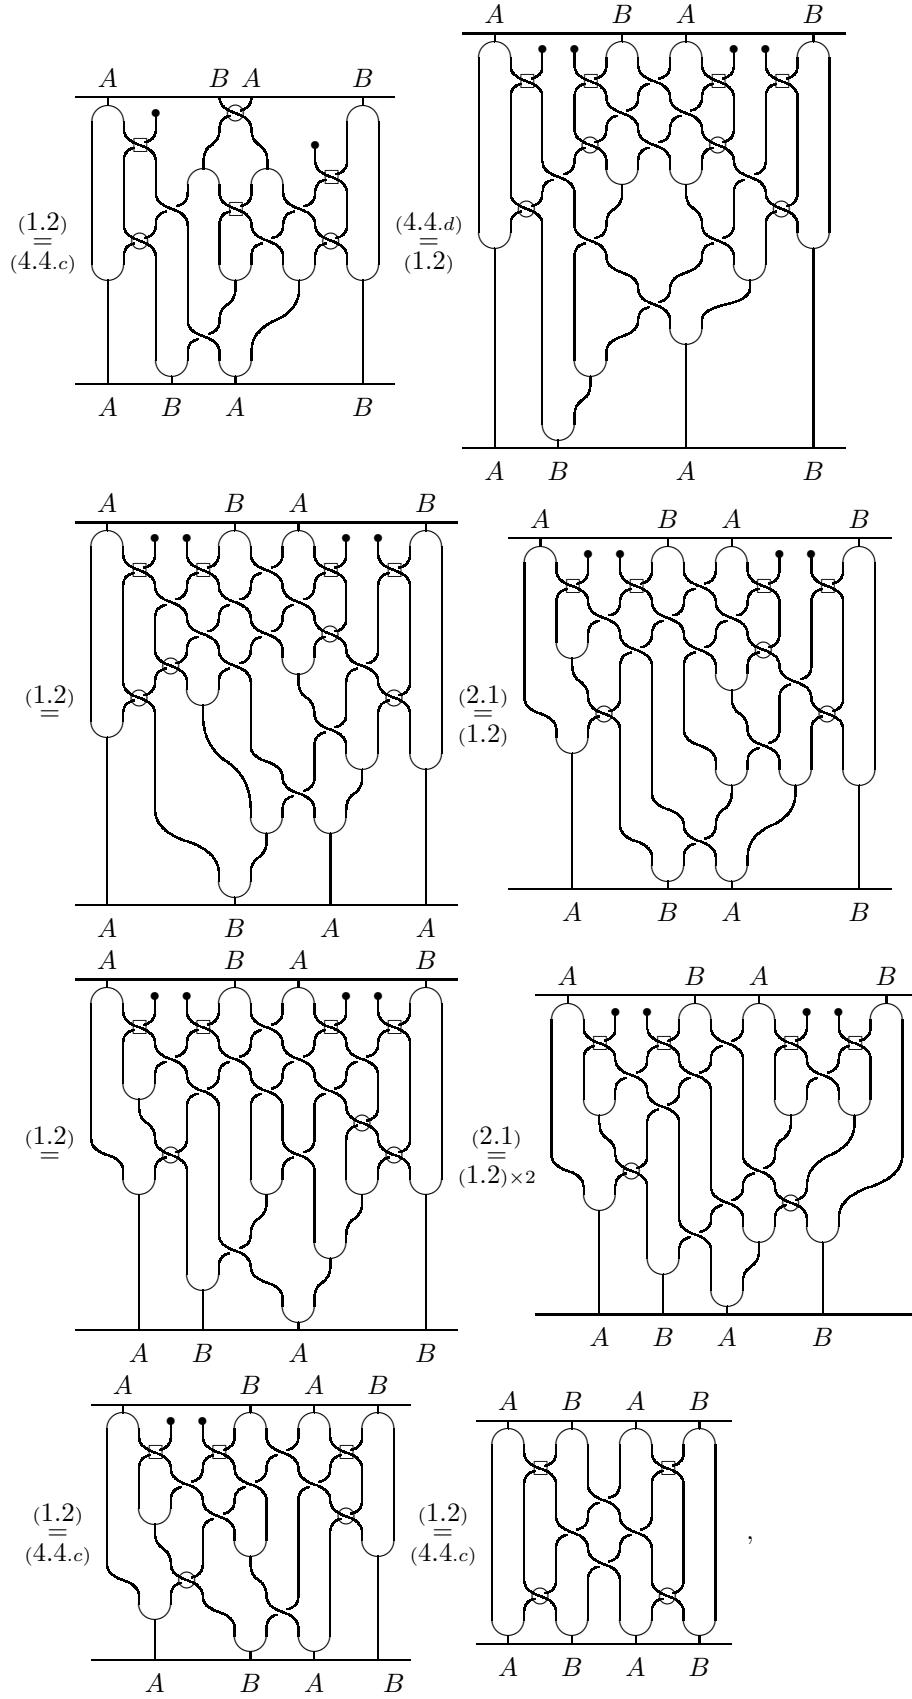 A B A B
A B A B
(1.2)
=
(4.4.c)
(4.4.d)
=
(1.2)
A B A B
A B A B
A B A B
A B A B
(1.2)
=
(2.1)
=
(1.2)
A B A A
A B A B
A B A B
A B A B
(1.2)
=
(2.1)
=
(1.2)×2
A B A B
A B A B
A B A B
A B A B
(1.2)
=
(4.4.c)
(1.2)
=
(4.4.c)
,
A B A B
A B A B